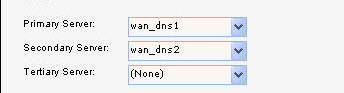 Primary Server: wan_dns1
Secondary Server: wan_dns2
Tertiary Server: (None)